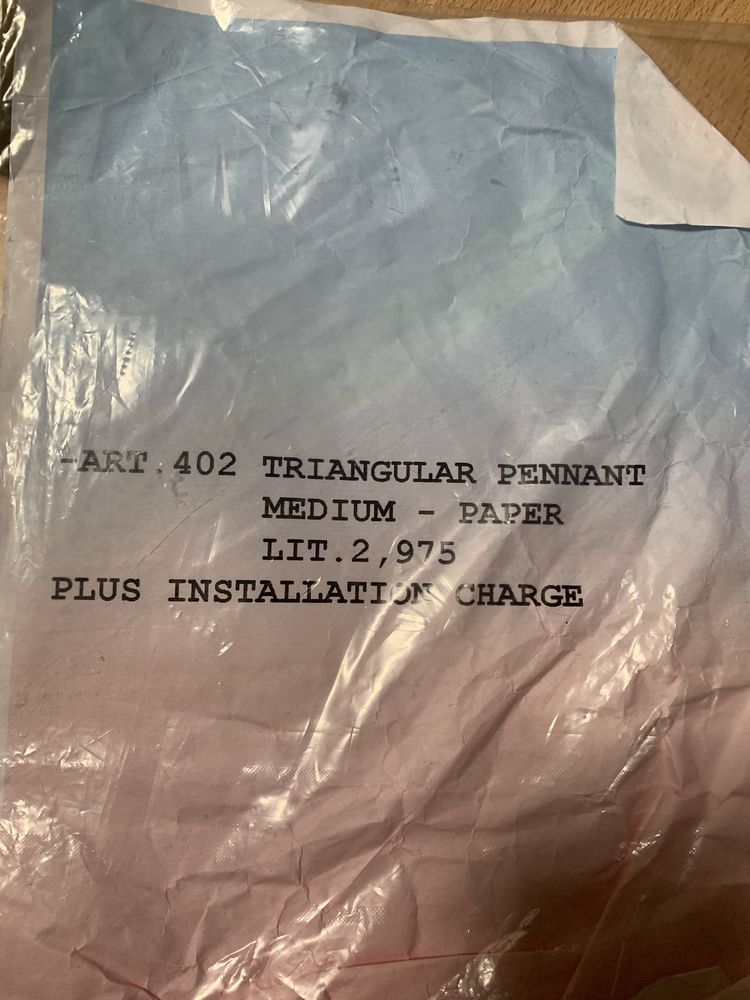 -ART.402 TRIANGULAR PENNANT
MEDIUM - PAPER
LIT.2,975
PLUS INSTALLATION CHARGE